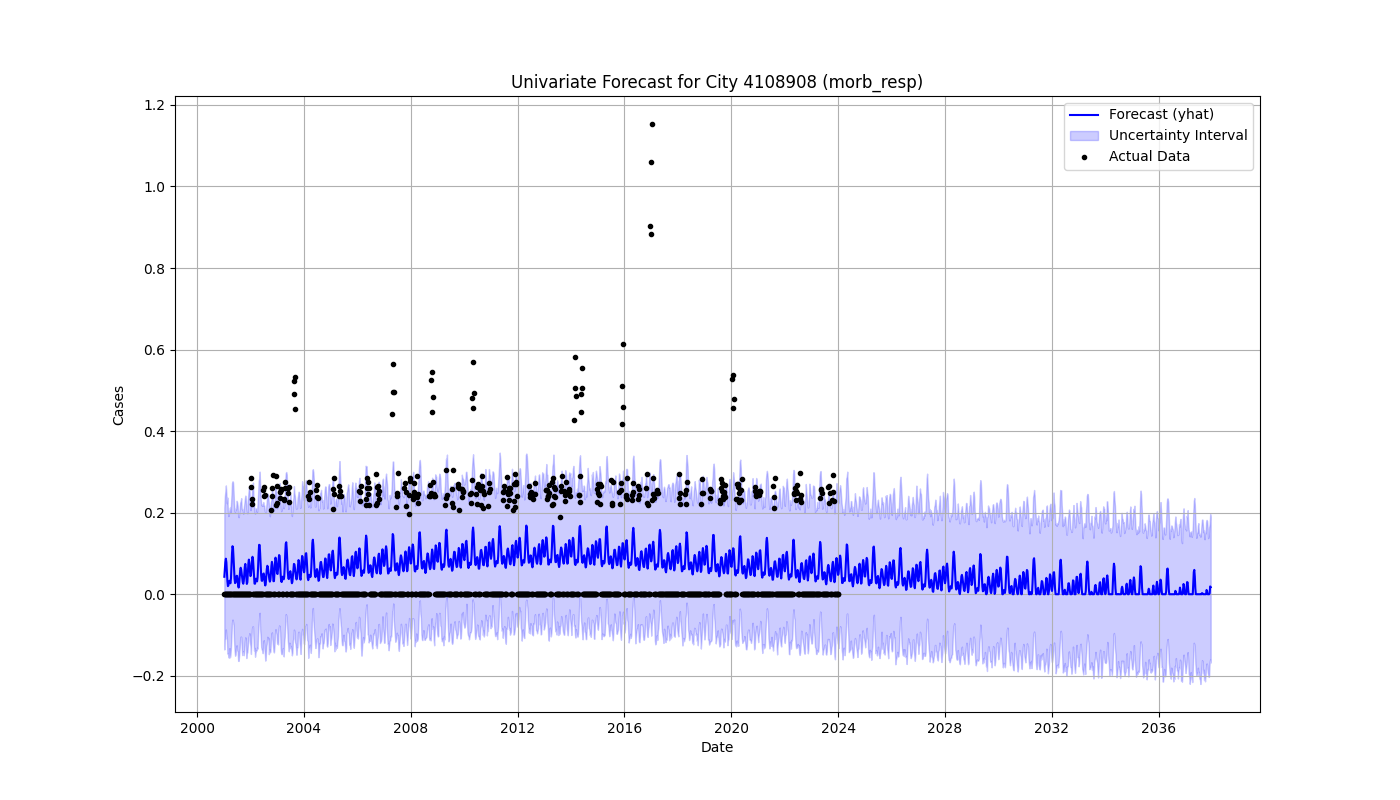 Univariate Forecast for City 4108908 (morb_resp)
Forecast (yhat)
Uncertainty Interval
Actual Data
Cases
1.2
1.0
0.8
0.6
0.4
0.2
0.0
−0.2
2000 2004 2008 2012 2016 2020 2024 2028 2032 2036
Date